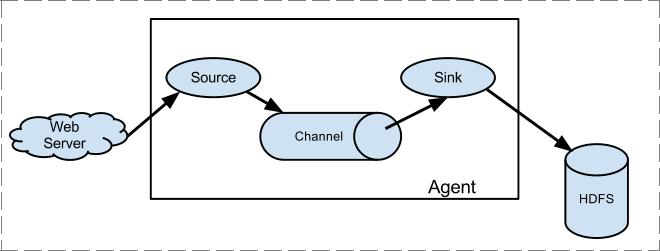 Source
Sink
Web
Server
Channel
Agent
HDFS